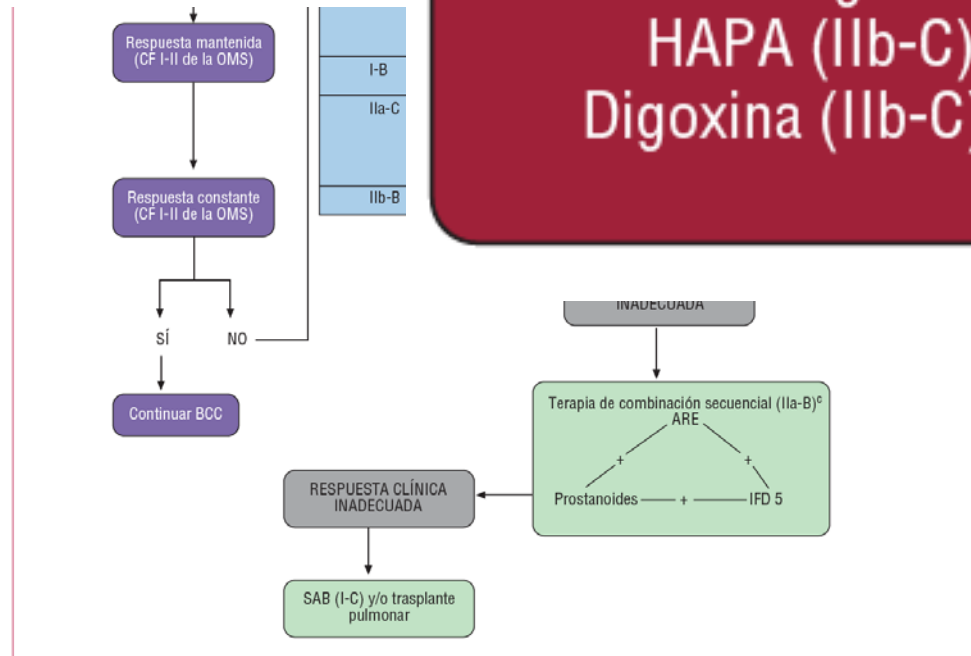 Respuesta mantenida
(CF I-II de la OMS)
I-B
IIa-C
HAPA (IIb-C)
Digoxina (IIb-C)
Respuesta constante
(CF I-II de la OMS)
IIb-B
SÍ
NO
Continuar BCC
INADECUADA
Terapia de combinación secuencial (IIa-B)c
ARE
+
+
Prostanoides
+
IFD 5
RESPUESTA CLÍNICA
INADECUADA
SAB (I-C) y/o trasplante
pulmonar